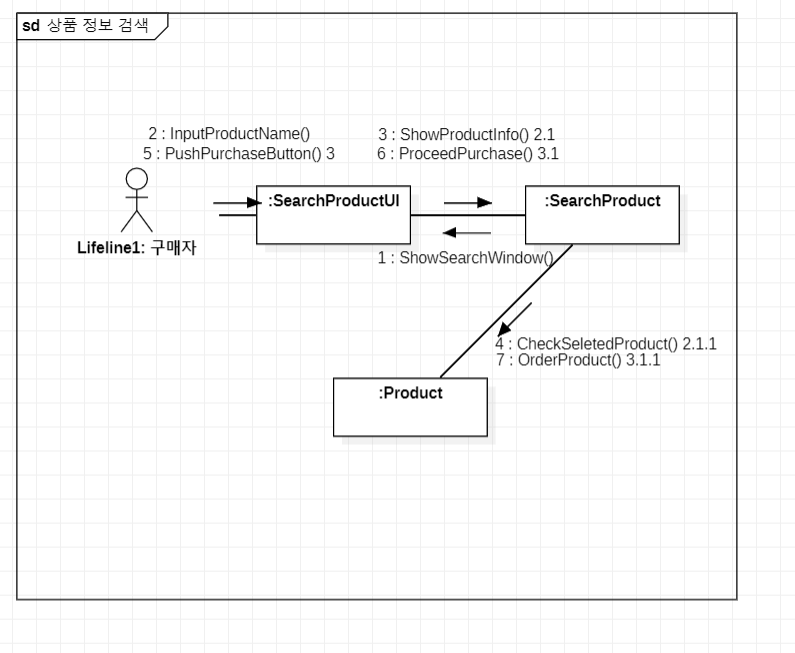 sd 상품 정보 검색
2 : InputProductName()
5 : PushPurchaseButton() 3
3 : ShowProductInfo() 2.1
6 : ProceedPurchase() 3.1
Lifeline1: 구매자
:SearchProductUI
:SearchProduct
1 : ShowSearchWindow()
4 : CheckSeletedProduct() 2.1.1
7 : OrderProduct() 3.1.1
:Product